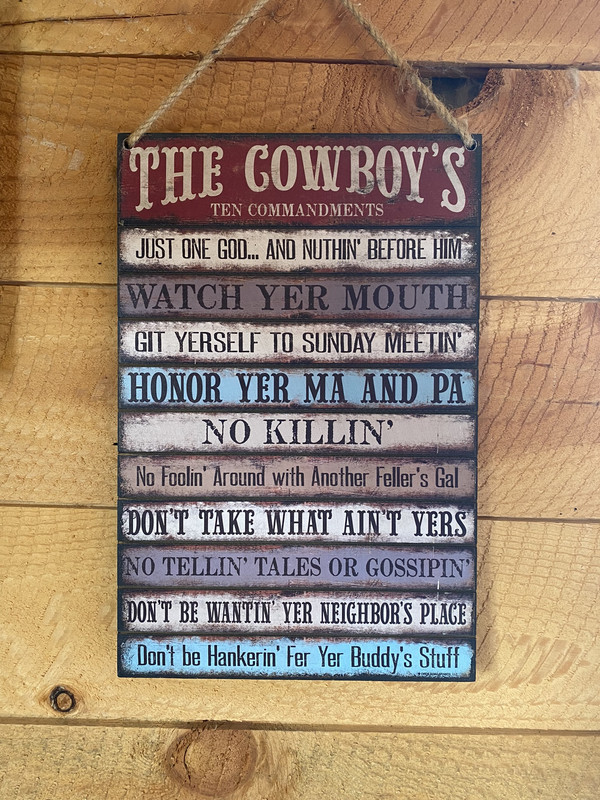 THE COWBOY'S
TEN COMMANDMENTS
JUST ONE GOD... AND NUTHIN' BEFORE HIM
WATCH YER MOUTH
GIT YERSELF TO SUNDAY MEETIN'
HONOR YER MA AND PA
NO KILLIN'
No Foolin' Around with Another Feller's Gal
DON'T TAKE WHAT AIN'T YERS
NO TELLIN' TALES OR GOSSIPIN'
DON'T BE WANTIN' YER NEIGHBOR'S PLACE
Don't be Hankerin' Fer Yer Buddy's Stuff